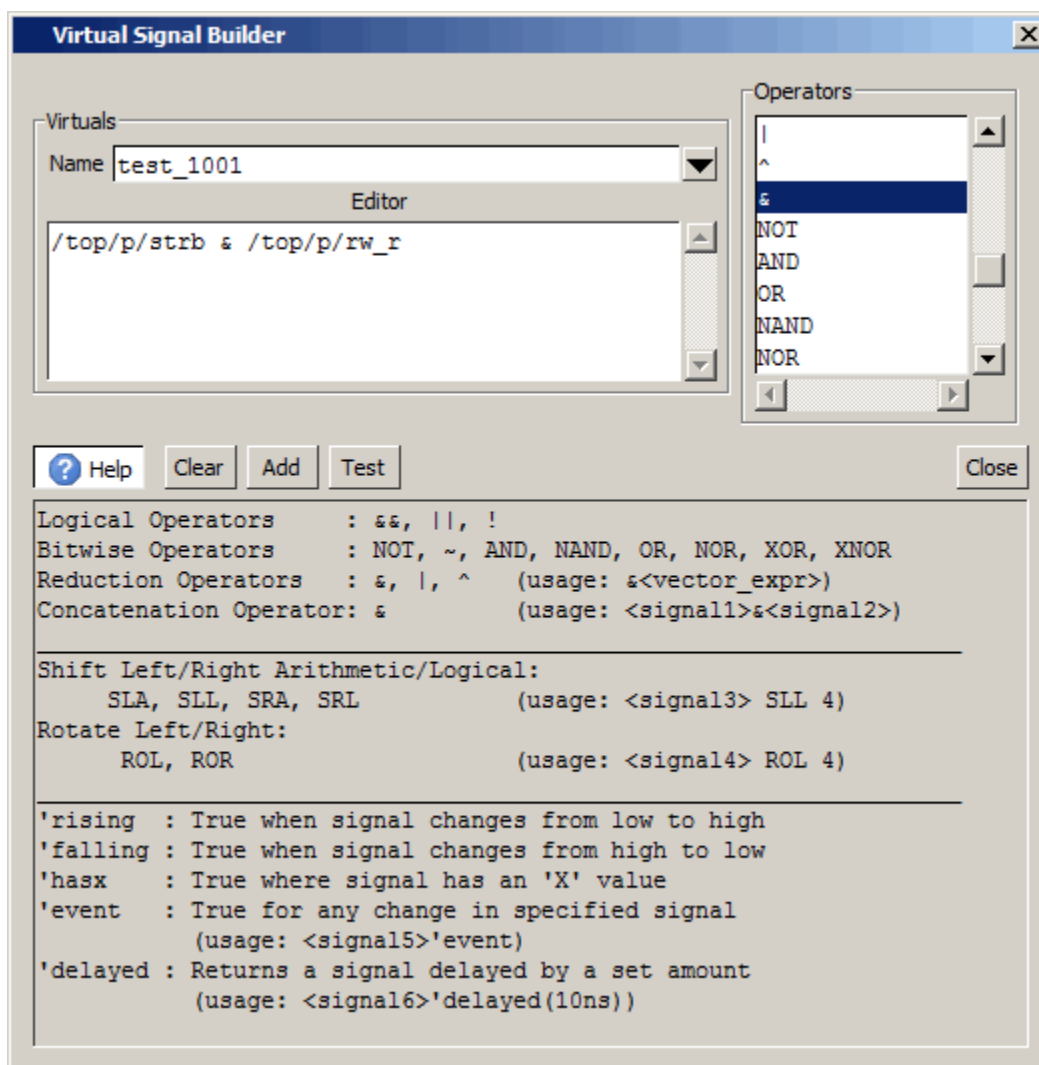 Virtual Signal Builder
Virtuals
Name test_1001
Editor
/top/p/strb & /top/p/rw_r
Operators
|
^
&
NOT
AND
OR
NAND
NOR
? Help Clear Add Test Close
Logical Operators : &&, ||, !
Bitwise Operators : NOT, ~, AND, NAND, OR, NOR, XOR, XNOR
Reduction Operators : &, |, ^ (usage: &<vector_expr>)
Concatenation Operator: & (usage: <signal1>&<signal2>)
Shift Left/Right Arithmetic/Logical:
SLA, SLL, SRA, SRL (usage: <signal3> SLL 4)
Rotate Left/Right:
ROL, ROR (usage: <signal4> ROL 4)
'rising : True when signal changes from low to high
'falling : True when signal changes from high to low
'hasx : True where signal has an 'X' value
'event : True for any change in specified signal
(usage: <signal5>'event)
'delayed : Returns a signal delayed by a set amount
(usage: <signal6>'delayed(10ns))